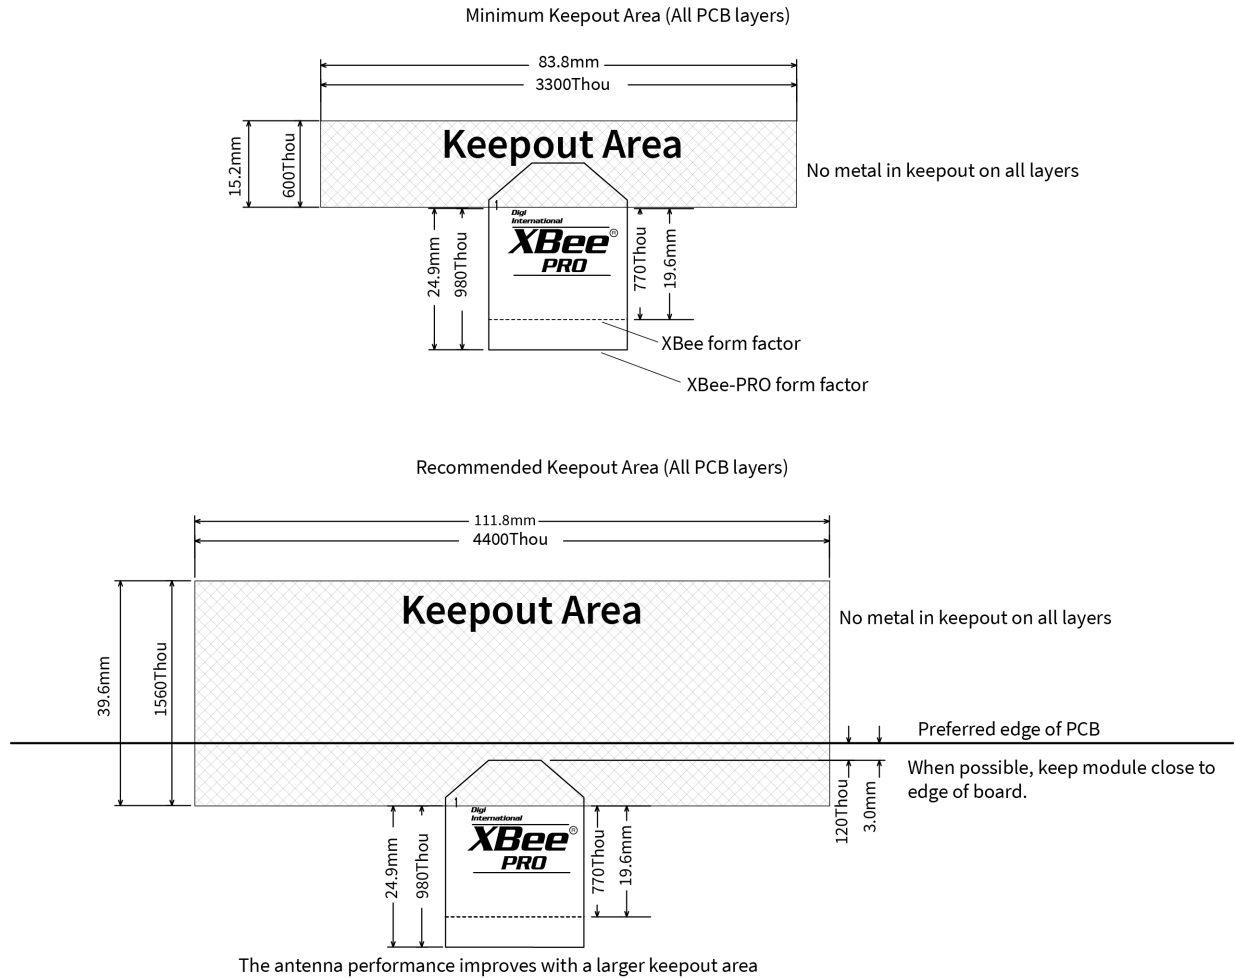 Minimum Keepout Area (All PCB layers)
83.8mm
3300Thou
Keepout Area
15.2mm
600Thou
No metal in keepout on all layers
1
Digi
International
XBee®
PRO
24.9mm
980Thou
770Thou
19.6mm
XBee form factor
XBee-PRO form factor
Recommended Keepout Area (All PCB layers)
111.8mm
4400Thou
Keepout Area
No metal in keepout on all layers
39.6mm
1560Thou
Preferred edge of PCB
When possible, keep module close to
edge of board.
120Thou
3.0mm
1
Digi
International
XBee®
PRO
24.9mm
980Thou
770Thou
19.6mm
The antenna performance improves with a larger keepout area